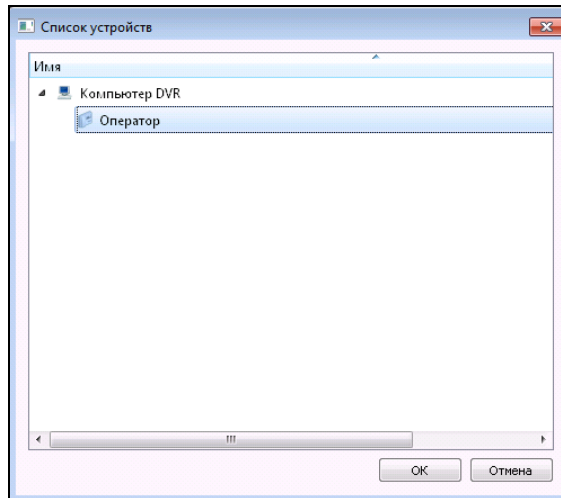 Список устройств
Имя
Компьютер DVR
Оператор
OK
Отмена